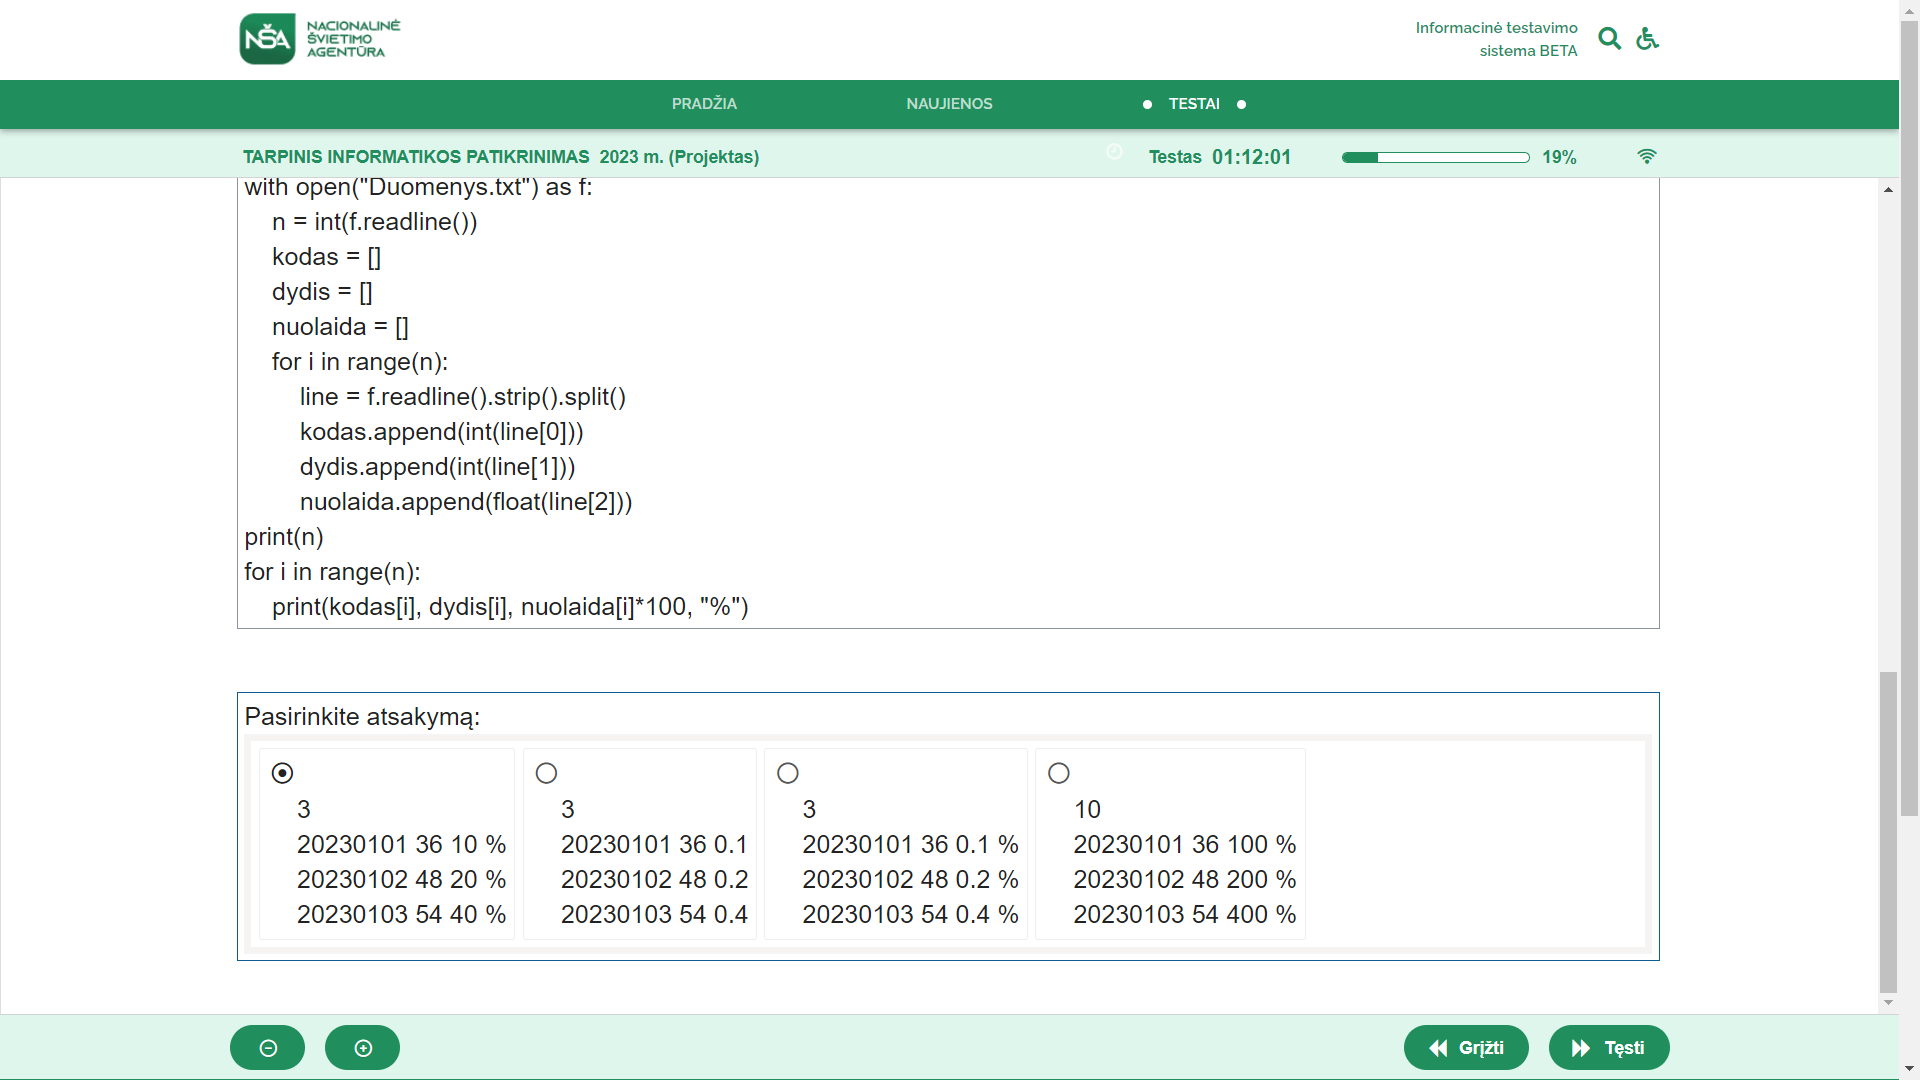 NŠA
NACIONALINĖ
ŠVIETIMO
AGENTŪRA
Informacinė testavimo
sistema BETA
PRADŽIA
NAUJIENOS
TESTAI
TARPINIS INFORMATIKOS PATIKRINIMAS 2023 m. (Projektas)
Testas 01:12:01
19%
with open("Duomenys.txt") as f:
n = int(f.readline())
kodas = []
dydis = []
nuolaida = []
for i in range(n):
line = f.readline().strip().split()
kodas.append(int(line[0]))
dydis.append(int(line[1]))
nuolaida.append(float(line[2]))
print(n)
for i in range(n):
print(kodas[i], dydis[i], nuolaida[i]*100, "%")
Pasirinkite atsakymą:
3
20230101 36 10 %
20230102 48 20 %
20230103 54 40 %
3
20230101 36 0.1
20230102 48 0.2
20230103 54 0.4
3
20230101 36 0.1 %
20230102 48 0.2 %
20230103 54 0.4 %
10
20230101 36 100 %
20230102 48 200 %
20230103 54 400 %
Grįžti
Tęsti